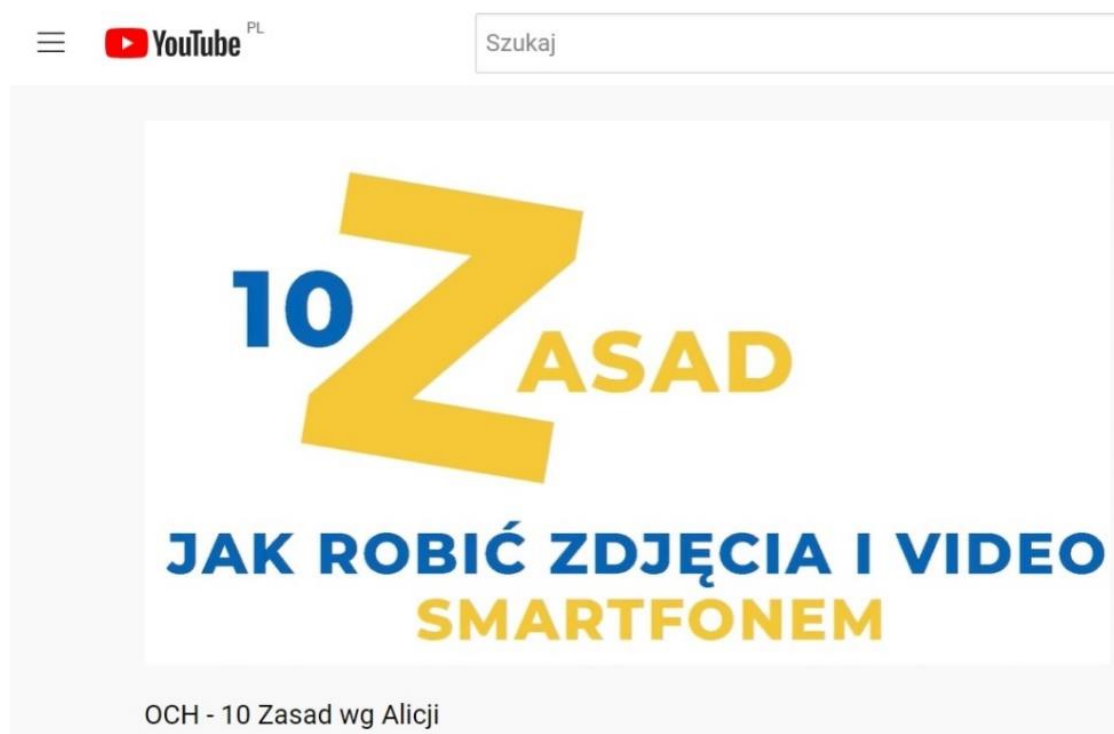 YouTube PL
Szukaj
10 ZASAD
JAK ROBIĆ ZDJĘCIA I VIDEO
SMARTFONEM
OCH - 10 Zasad wg Alicji